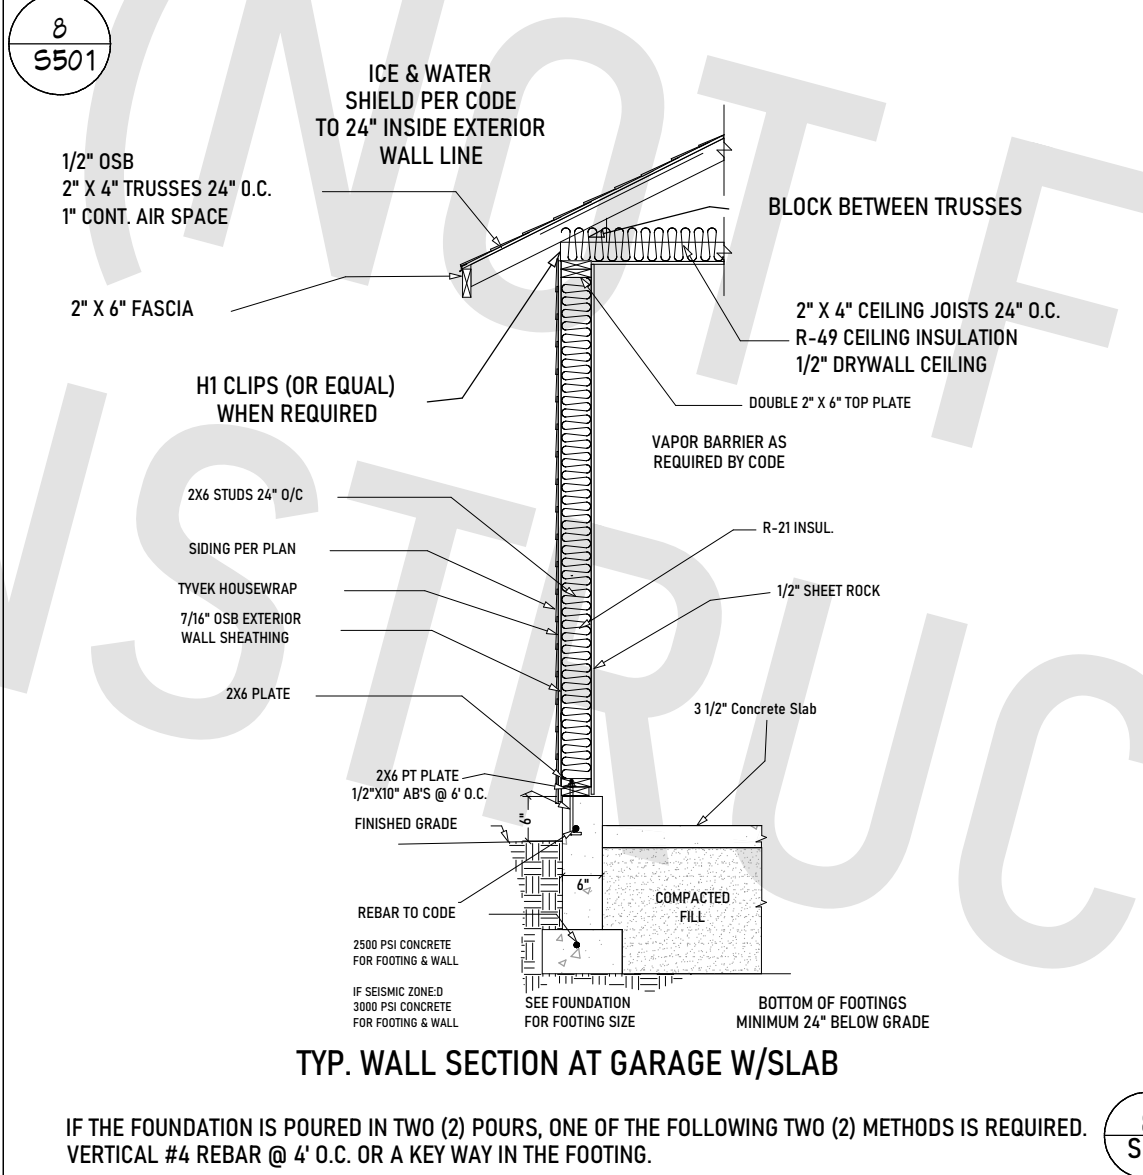 8
S501
ICE & WATER
SHIELD PER CODE
TO 24" INSIDE EXTERIOR
WALL LINE
1/2" OSB
2" X 4" TRUSSES 24" O.C.
1" CONT. AIR SPACE
BLOCK BETWEEN TRUSSES
2" X 6" FASCIA
2" X 4" CEILING JOISTS 24" O.C.
R-49 CEILING INSULATION
1/2" DRYWALL CEILING
H1 CLIPS (OR EQUAL)
WHEN REQUIRED
DOUBLE 2" X 6" TOP PLATE
VAPOR BARRIER AS
REQUIRED BY CODE
2X6 STUDS 24" O/C
R-21 INSUL.
SIDING PER PLAN
TYVEK HOUSEWRAP
1/2" SHEET ROCK
7/16" OSB EXTERIOR
WALL SHEATHING
2X6 PLATE
3 1/2" Concrete Slab
2X6 PT PLATE
1/2"X10" AB'S @ 6' O.C.
6"
FINISHED GRADE
6"
COMPACTED
FILL
REBAR TO CODE
2500 PSI CONCRETE
FOR FOOTING & WALL
IF SEISMIC ZONE:D
3000 PSI CONCRETE
FOR FOOTING & WALL
SEE FOUNDATION
FOR FOOTING SIZE
BOTTOM OF FOOTINGS
MINIMUM 24" BELOW GRADE
TYP. WALL SECTION AT GARAGE W/SLAB
IF THE FOUNDATION IS POURED IN TWO (2) POURS, ONE OF THE FOLLOWING TWO (2) METHODS IS REQUIRED.
VERTICAL #4 REBAR @ 4' O.C. OR A KEY WAY IN THE FOOTING.
S
(NOT F
NSTRUC